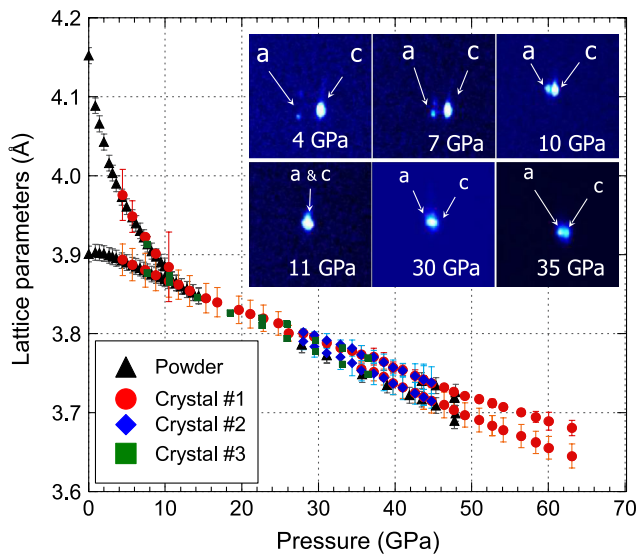 4.2
4.1
4.0
3.9
3.8
3.7
3.6
Lattice parameters (Å)
a c
4 GPa
a c
7 GPa
a c
10 GPa
a & c
11 GPa
a c
30 GPa
a c
35 GPa
Powder
Crystal #1
Crystal #2
Crystal #3
0 10 20 30 40 50 60 70
Pressure (GPa)